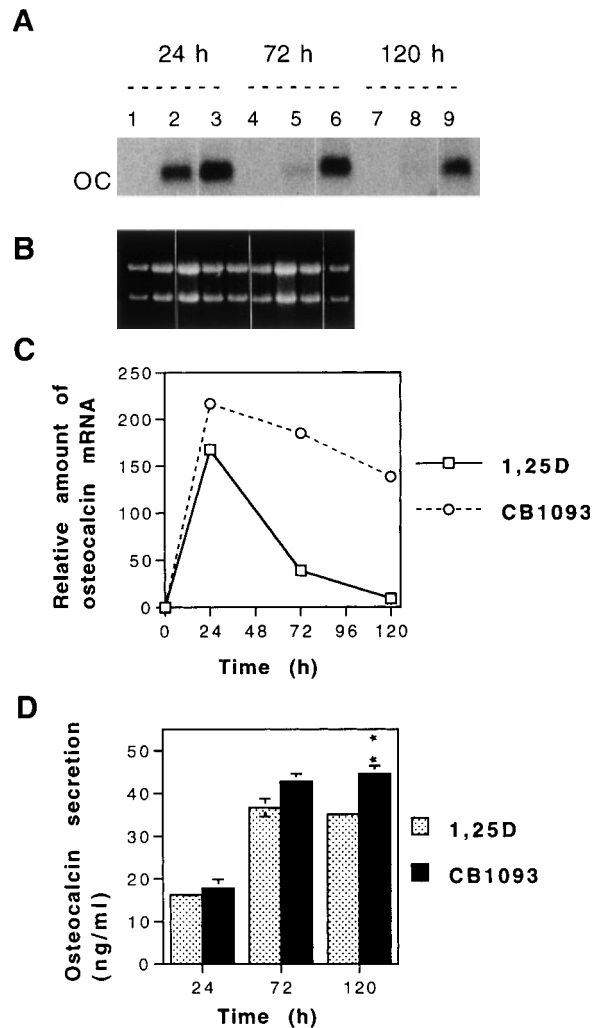 A
24 h 72 h 120 h
1 2 3 4 5 6 7 8 9
OC
B
C
Relative amount of
osteocalcin mRNA
250
200
150
100
50
0
0 24 48 72 96 120
Time (h)
1,25D
CB1093
D
Osteocalcin secretion
(ng/ml)
50
40
30
20
10
0
* *
24 72 120
Time (h)
1,25D
CB1093